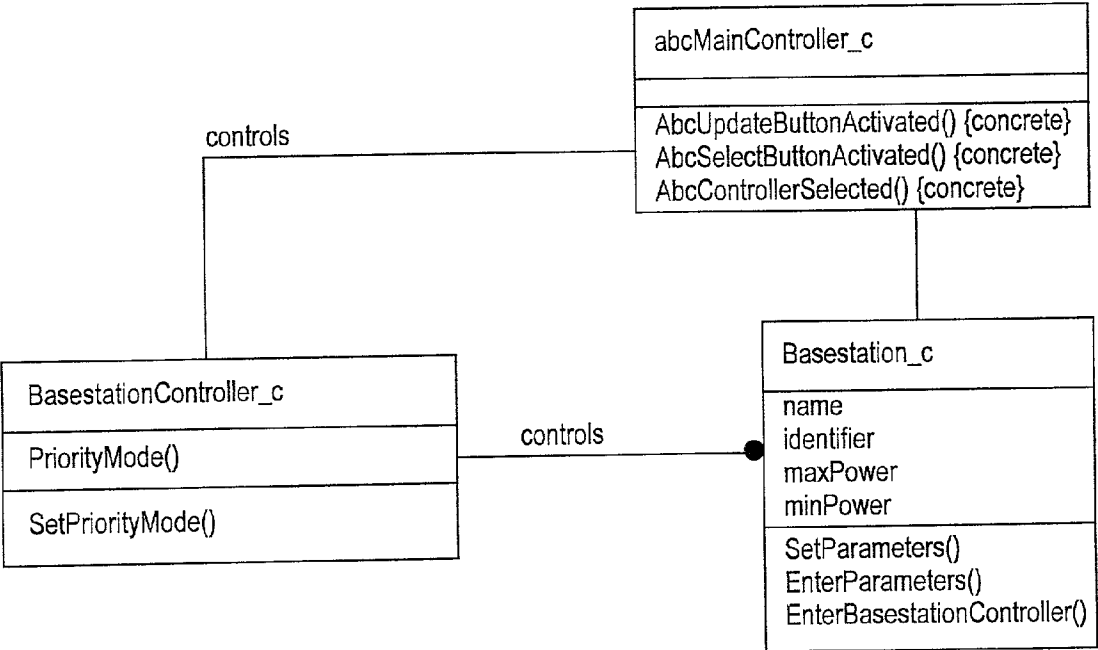 abcMainController_c
AbcUpdateButtonActivated() {concrete}
AbcSelectButtonActivated() {concrete}
AbcControllerSelected() {concrete}
controls
BasestationController_c
PriorityMode()
SetPriorityMode()
controls
Basestation_c
name
identifier
maxPower
minPower
SetParameters()
EnterParameters()
EnterBasestationController()